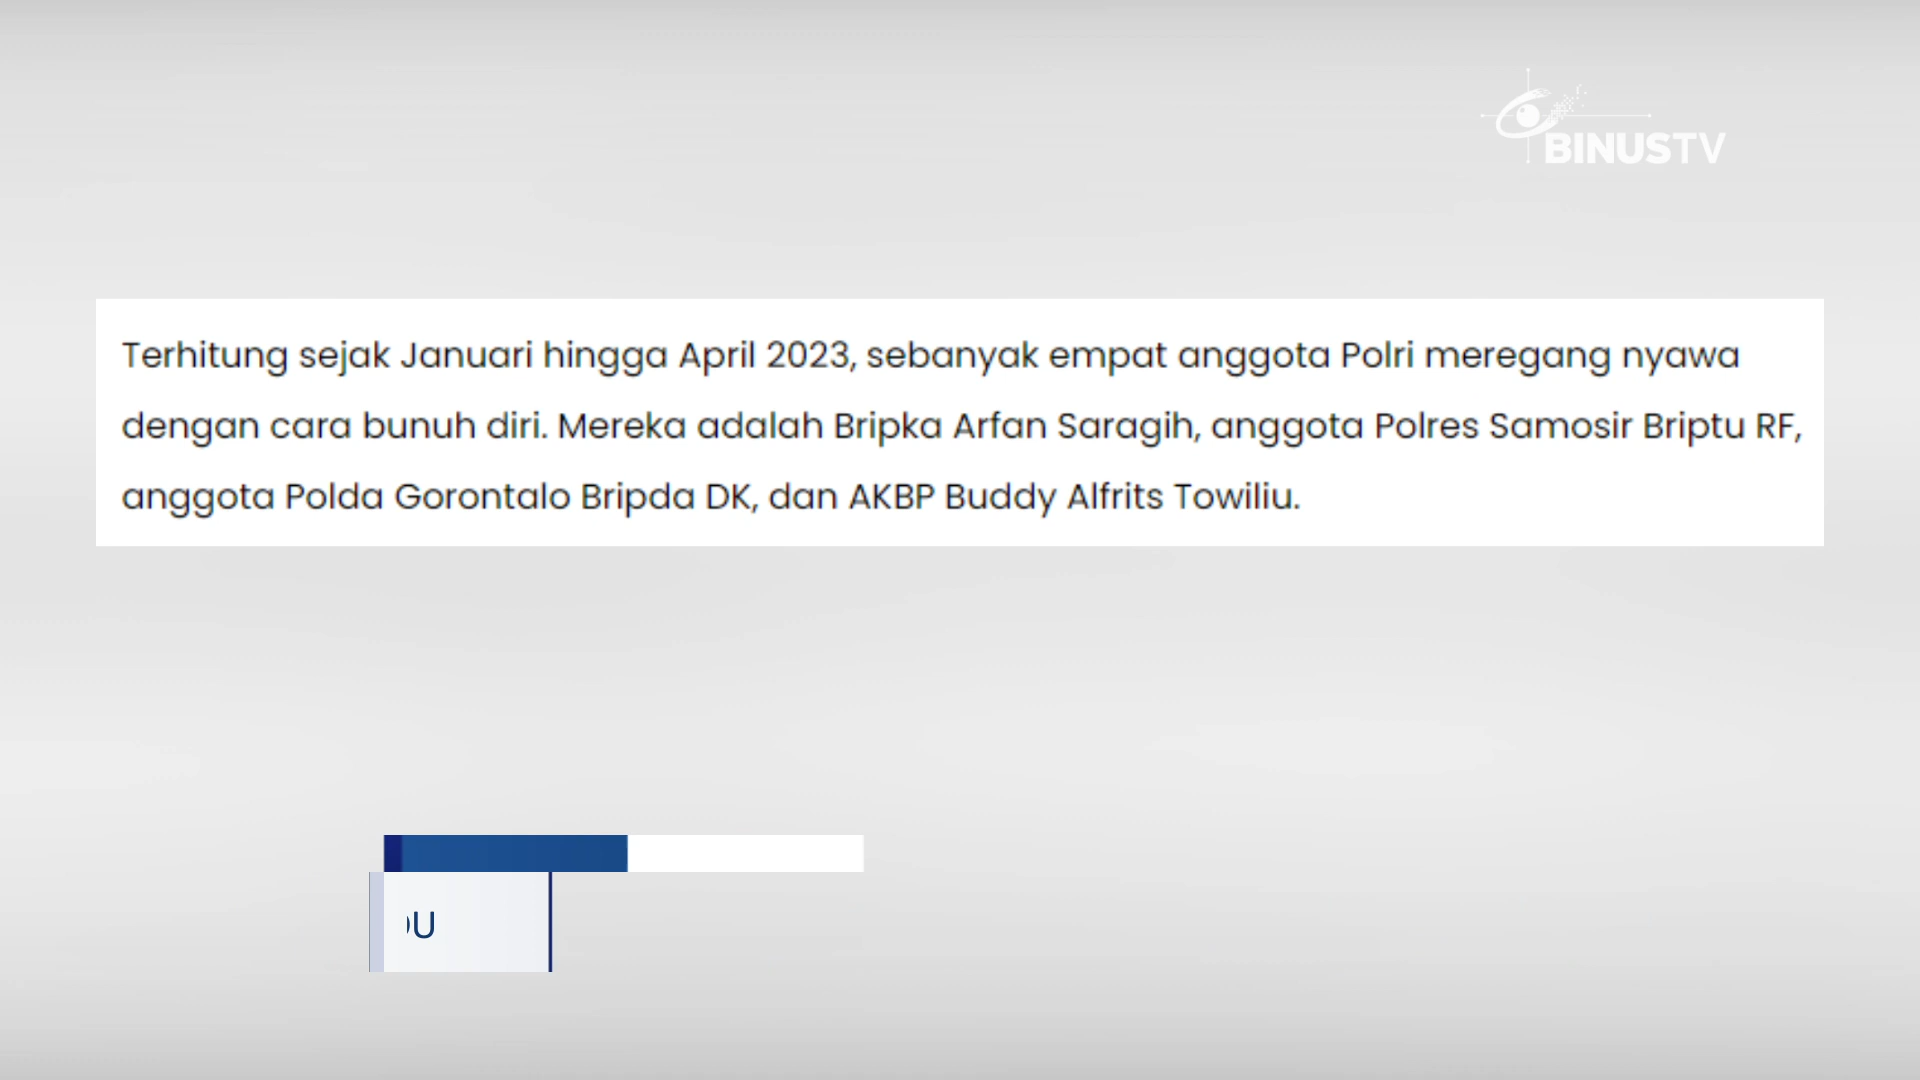 BINUSTV
Terhitung sejak Januari hingga April 2023, sebanyak empat anggota Polri meregang nyawa
dengan cara bunuh diri. Mereka adalah Bripka Arfan Saragih, anggota Polres Samosir Briptu RF,
anggota Polda Gorontalo Bripda DK, dan AKBP Buddy Alfrits Towiliu.